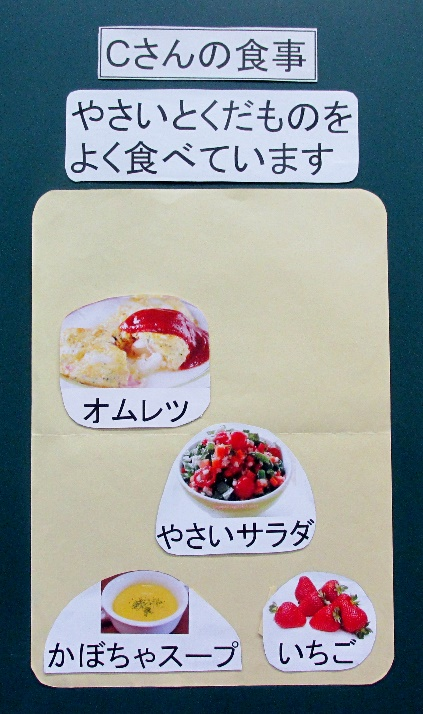 Cさんの食事
やさいとくだものを
よく食べています
オムレツ
やさいサラダ
かぼちゃスープ
いちご